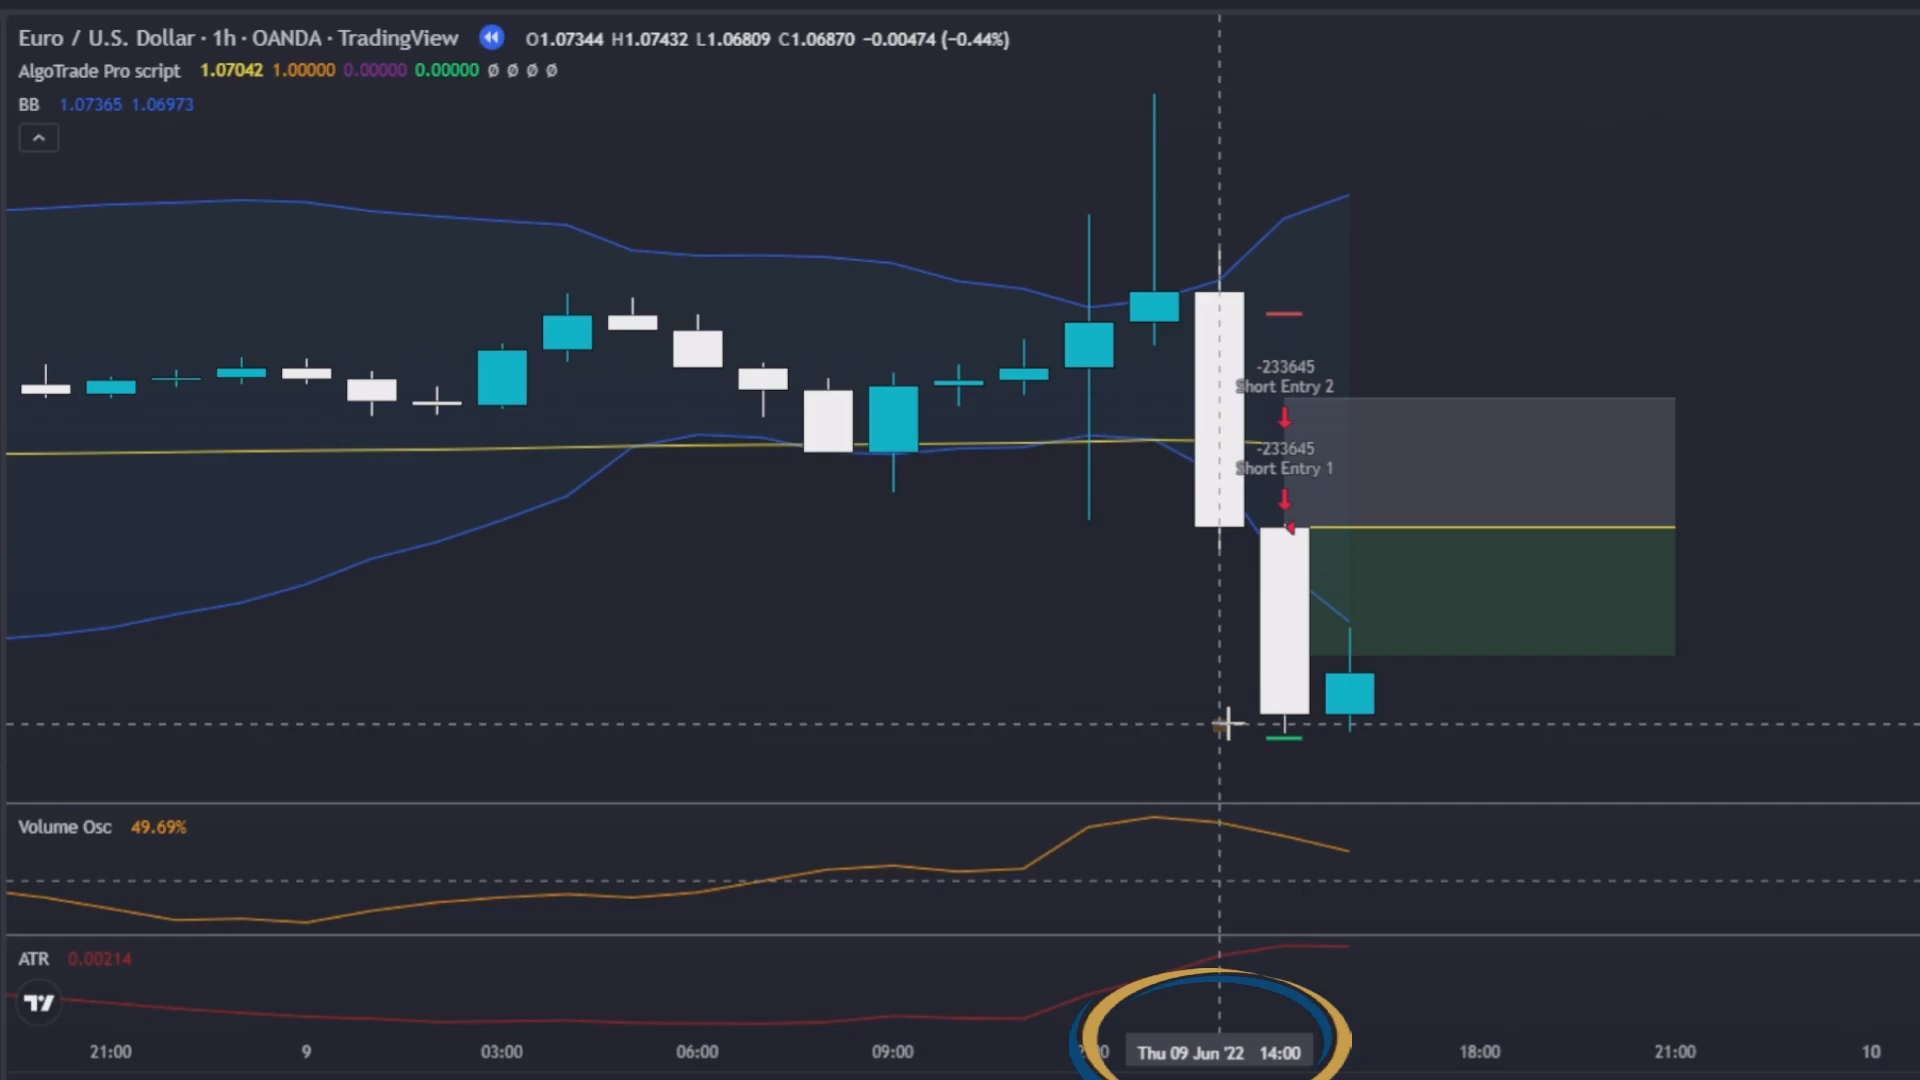 Euro / U.S. Dollar · 1h · OANDA · TradingView O1.07344 H1.07432 L1.06809 C1.06870 −0.00474 (−0.44%)
AlgoTrade Pro script 1.07042 1.00000 0.00000 0.00000 Ø Ø Ø Ø
BB 1.07365 1.06973
-233645
Short Entry 2
-233645
Short Entry 1
Volume Osc 49.69%
ATR 0.00214
21:00 9 03:00 06:00 09:00 Thu 09 Jun '22 14:00 18:00 21:00 10